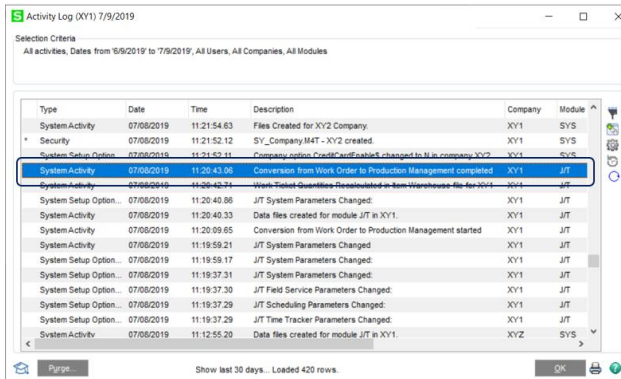 S Activity Log (XY1) 7/9/2019
Selection Criteria
All activities, Dates from '6/9/2019' to '7/9/2019', All Users, All Companies, All Modules
Type Date Time Description Company Module
System Activity 07/08/2019 11:21:54.63 Files Created for XY2 Company. XY1 SYS
* Security 07/08/2019 11:21:52.12 SY_Company.M4T - XY2 created. XY1 SYS
System Setup Option... 07/08/2019 11:21:52.11 Company option CreditCardEnable$ changed to N in company XY2 XY1 SYS
System Activity 07/08/2019 11:20:43.06 Conversion from Work Order to Production Management completed XY1 J/T
System Activity 07/08/2019 11:20:42.71 Work Ticket Quantities Recalculated in Item Warehouse file for XY1 XY1 J/T
System Setup Option... 07/08/2019 11:20:40.86 J/T System Parameters Changed: XY1 J/T
System Activity 07/08/2019 11:20:40.33 Data files created for module J/T in XY1. XY1 J/T
System Activity 07/08/2019 11:20:09.65 Conversion from Work Order to Production Management started XY1 J/T
System Activity 07/08/2019 11:19:59.21 J/T System Parameters Changed XY1 J/T
System Setup Option... 07/08/2019 11:19:59.17 J/T System Parameters Changed: XY1 J/T
System Setup Option... 07/08/2019 11:19:37.31 J/T System Parameters Changed: XY1 J/T
System Setup Option... 07/08/2019 11:19:37.30 J/T Field Service Parameters Changed: XY1 J/T
System Setup Option... 07/08/2019 11:19:37.29 J/T Scheduling Parameters Changed: XY1 J/T
System Setup Option... 07/08/2019 11:19:37.29 J/T Time Tracker Parameters Changed: XY1 J/T
System Activity 07/08/2019 11:12:55.20 Data files created for module J/T in XY1. XYZ SYS
Purge... Show last 30 days... Loaded 420 rows. OK